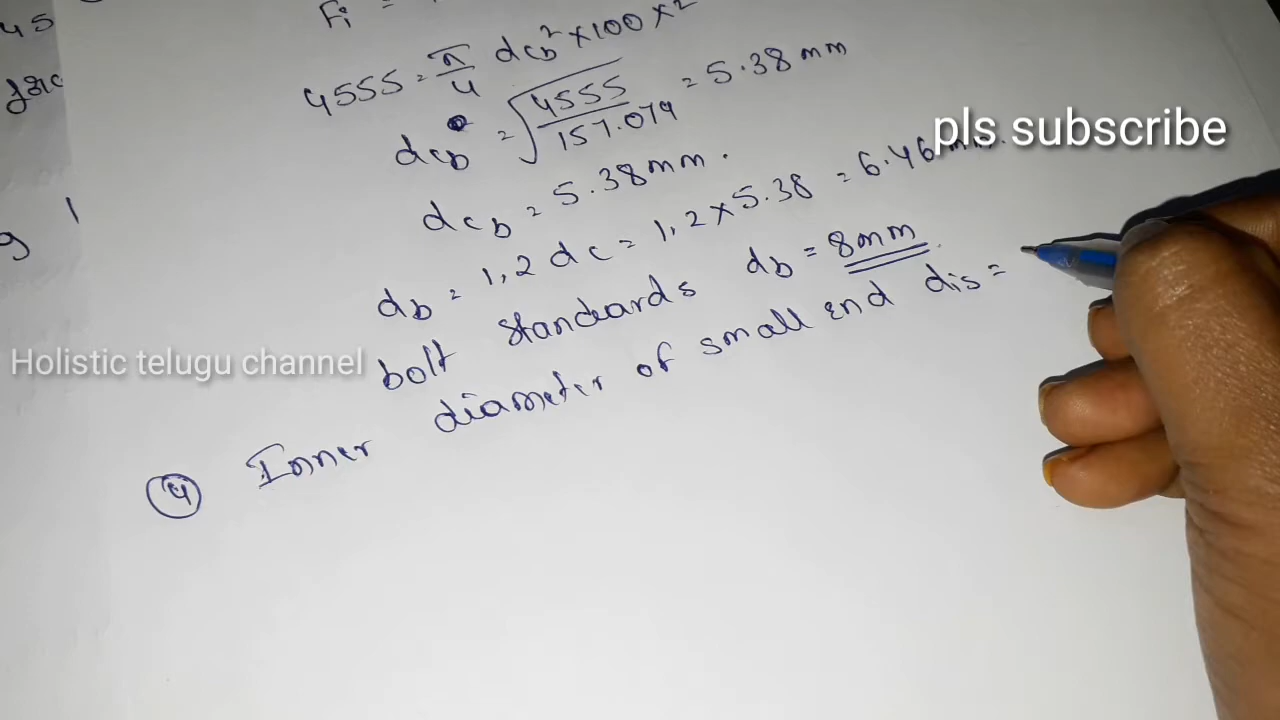 45
Fi =
4555 = π/4 dcb² × 100 × 2
dcb = √4555/157.079 = 5.38 mm
pls subscribe
dcb = 5.38mm.
db = 1,2 dc = 1,2 × 5.38 = 6.46 mm.
bolt standards db = 8mm
Holistic telugu channel
④ Inner diameter of small end dis =